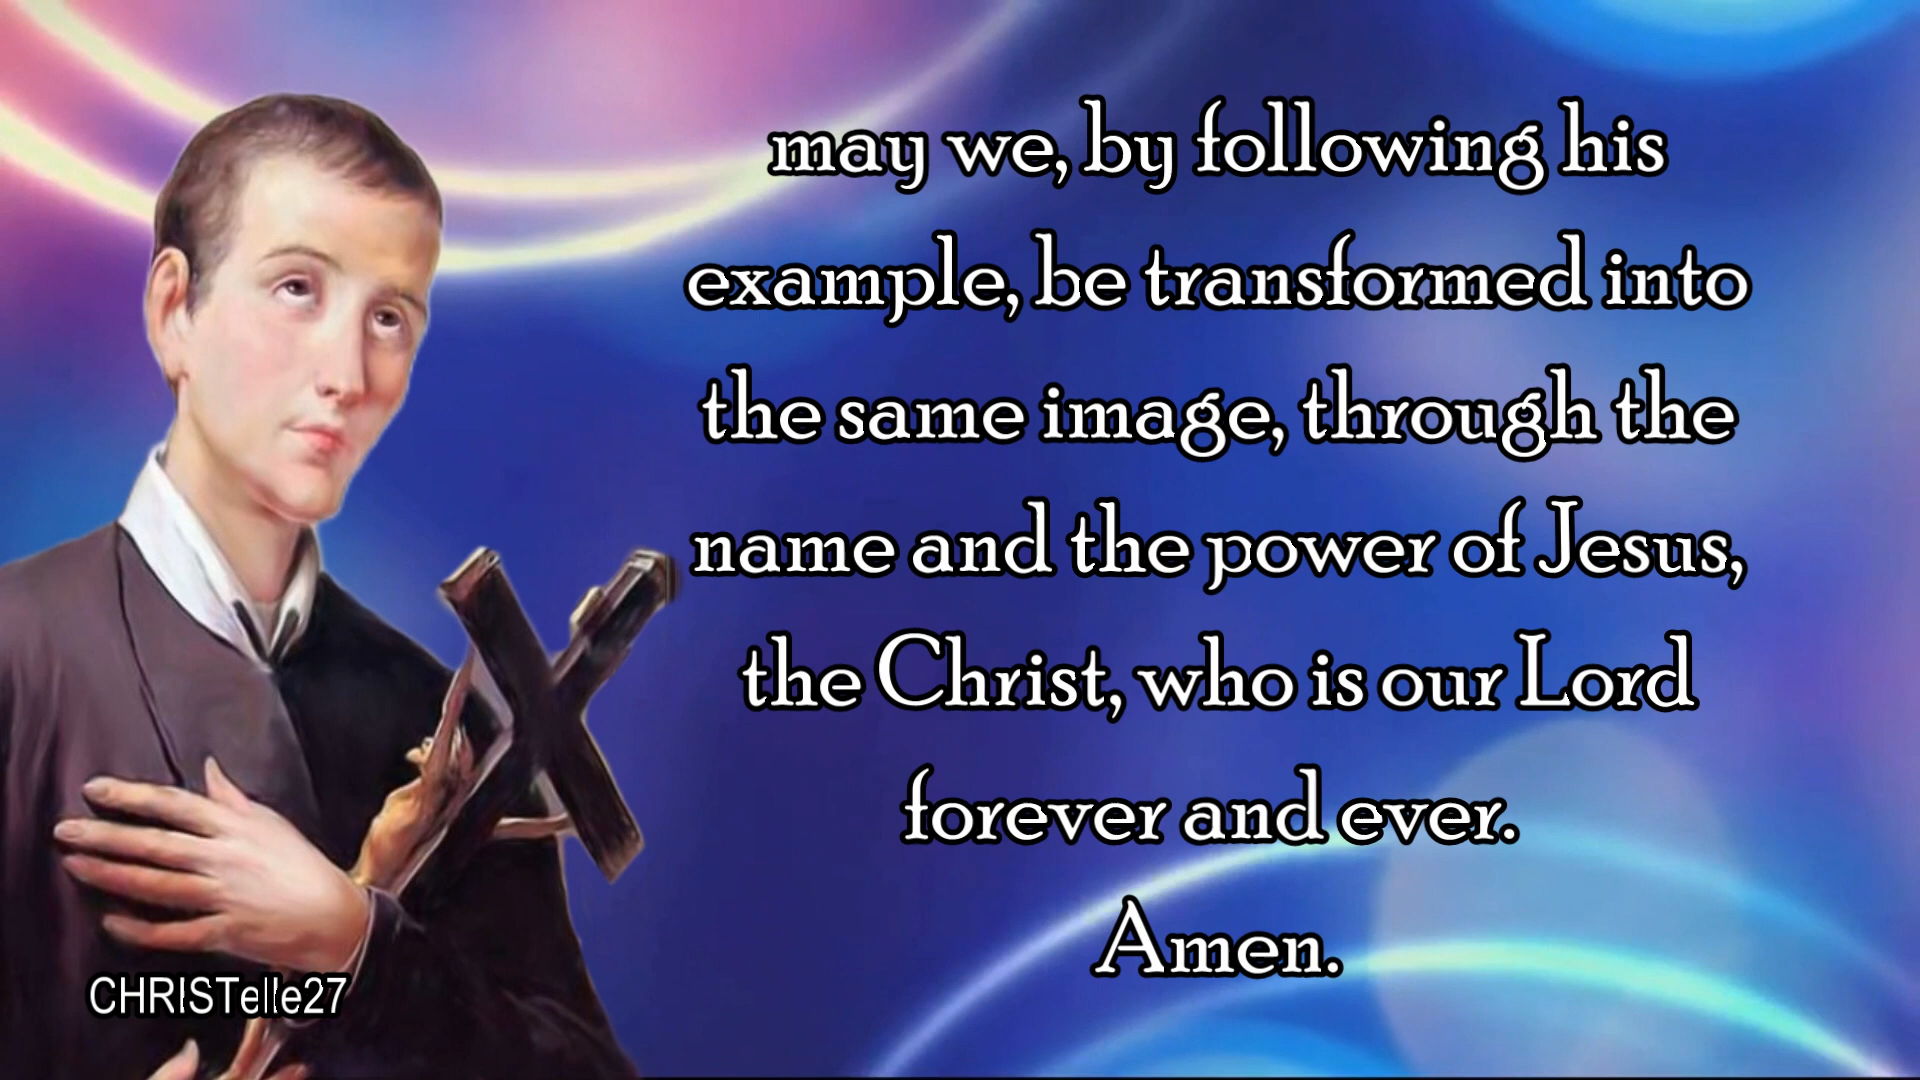 may we, by following his
example, be transformed into
the same image, through the
name and the power of Jesus,
the Christ, who is our Lord
forever and ever.
Amen.
CHRISTelle27